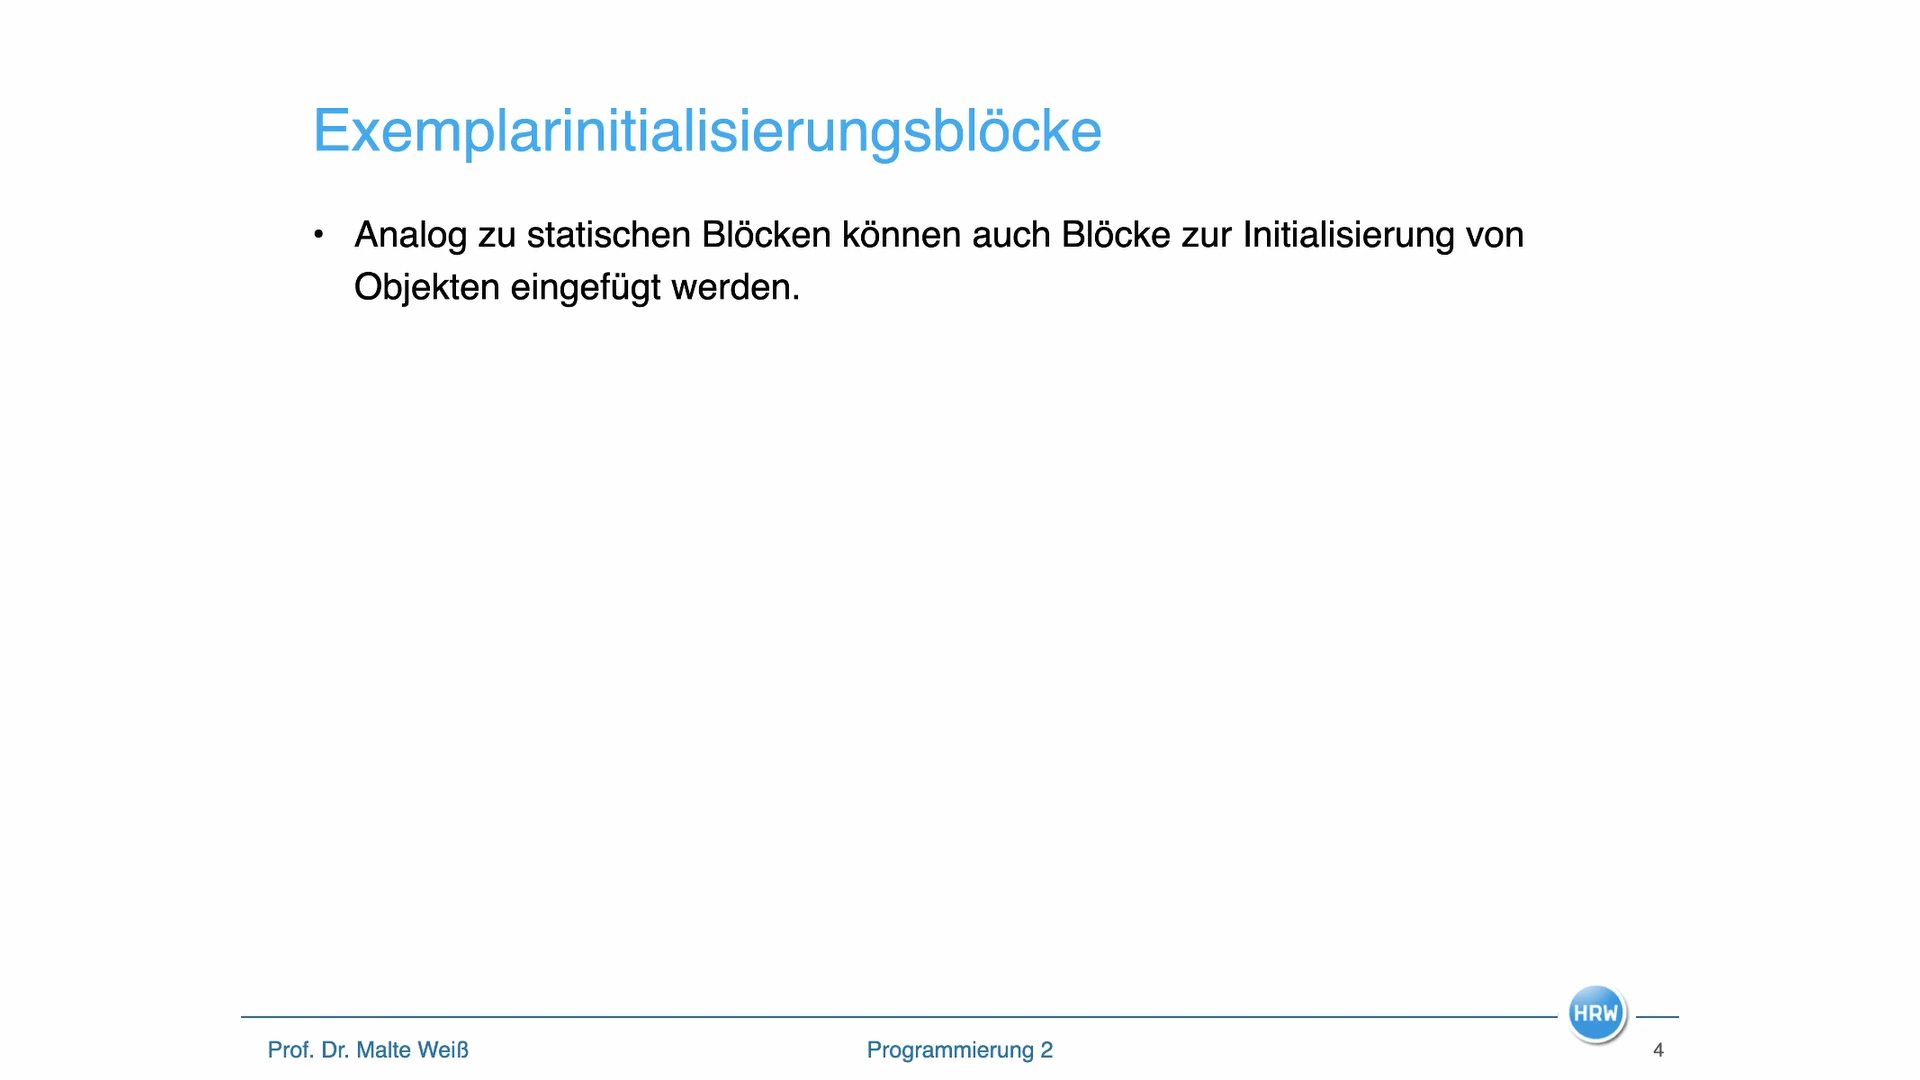 Exemplarinitialisierungsblöcke
• Analog zu statischen Blöcken können auch Blöcke zur Initialisierung von
Objekten eingefügt werden.
HRW
Prof. Dr. Malte Weiß
Programmierung 2
4